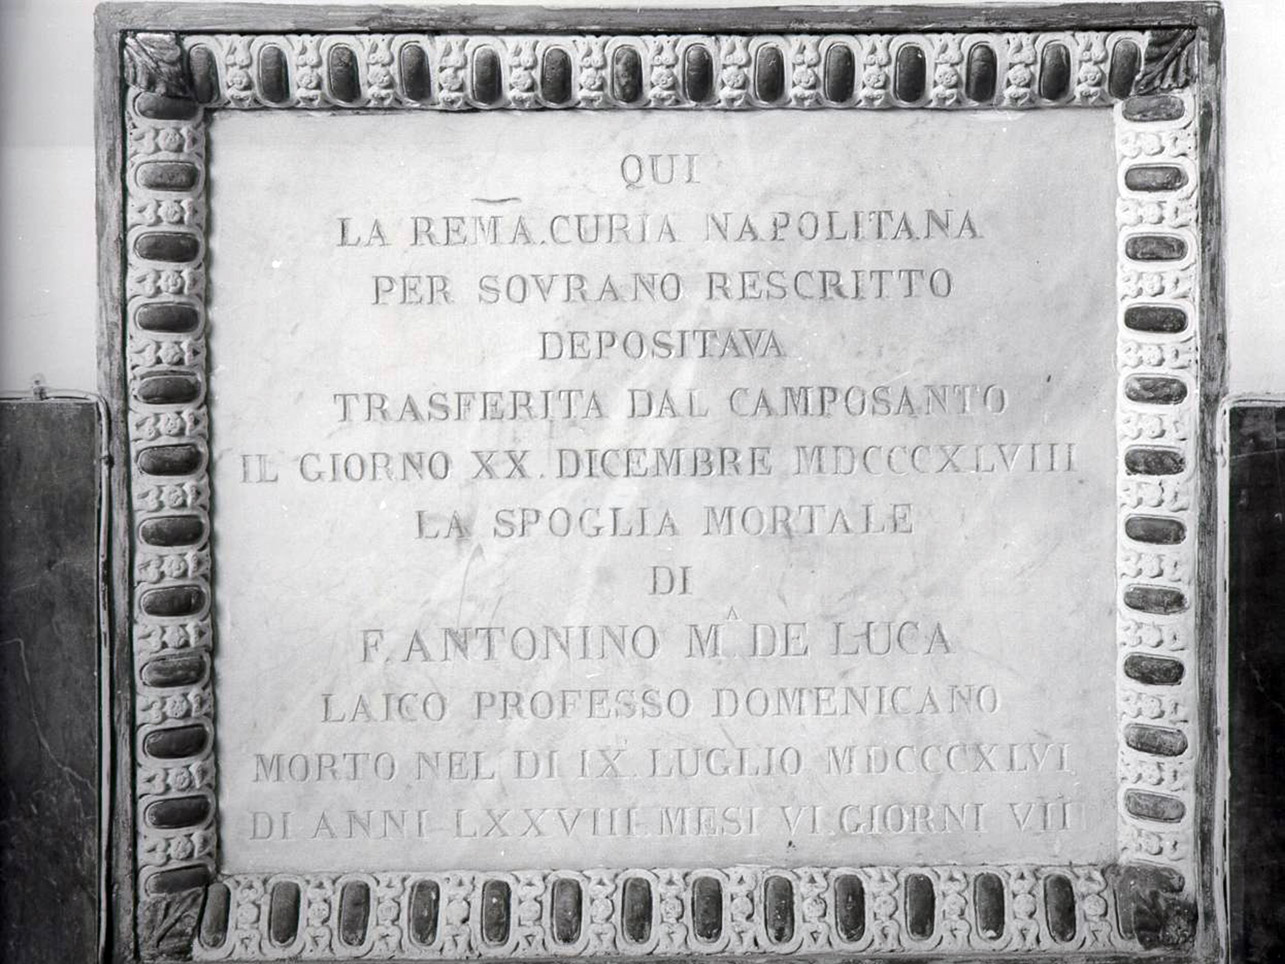 QUI
LA REMA̅. CURIA NAPOLITANA
PER SOVRANO RESCRITTO
DEPOSITAVA
TRASFERITA DAL CAMPOSANTO
IL GIORNO XX. DICEMBRE MDCCCXLVIII
LA SPOGLIA MORTALE
DI
F. ANTONINO Mᴬ DE LUCA
LAICO PROFESSO DOMENICANO
MORTO NEL DI IX. LUGLIO MDCCCXLVI
DI ANNI LXXVIII. MESI VI. GIORNI VII